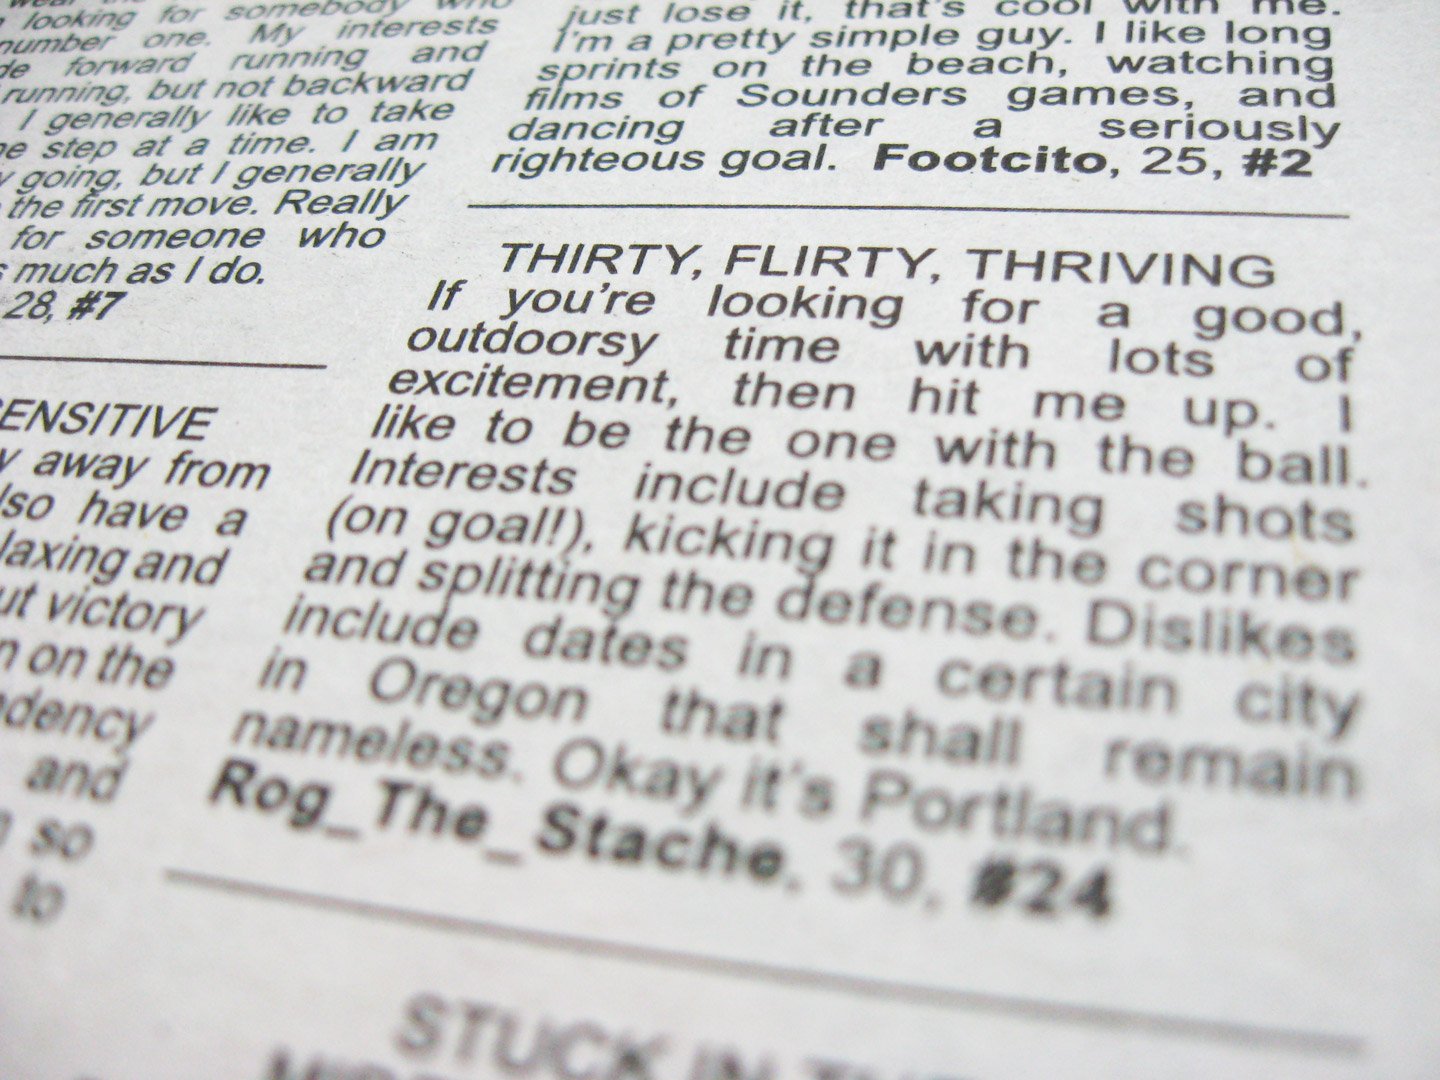 looking for somebody who
number one. My interests
forward running and
running, but not backward
I generally like to take
step at a time. I am
going, but I generally
the first move. Really
for someone who
much as I do.
28, #7
SENSITIVE
away from
have a
and
victory
on the
and
so
to
just lose it, that's cool with me.
I'm a pretty simple guy. I like long
sprints on the beach, watching
films of Sounders games, and
dancing after a seriously
righteous goal. Footcito, 25, #2
THIRTY, FLIRTY, THRIVING
If you're looking for a good,
outdoorsy time with lots of
excitement, then hit me up. I
like to be the one with the ball.
Interests include taking shots
(on goal!), kicking it in the corner
and splitting the defense. Dislikes
include dates in a certain city
in Oregon that shall remain
nameless. Okay it's Portland.
Rog_The_Stache, 30, #24
STUCK IN